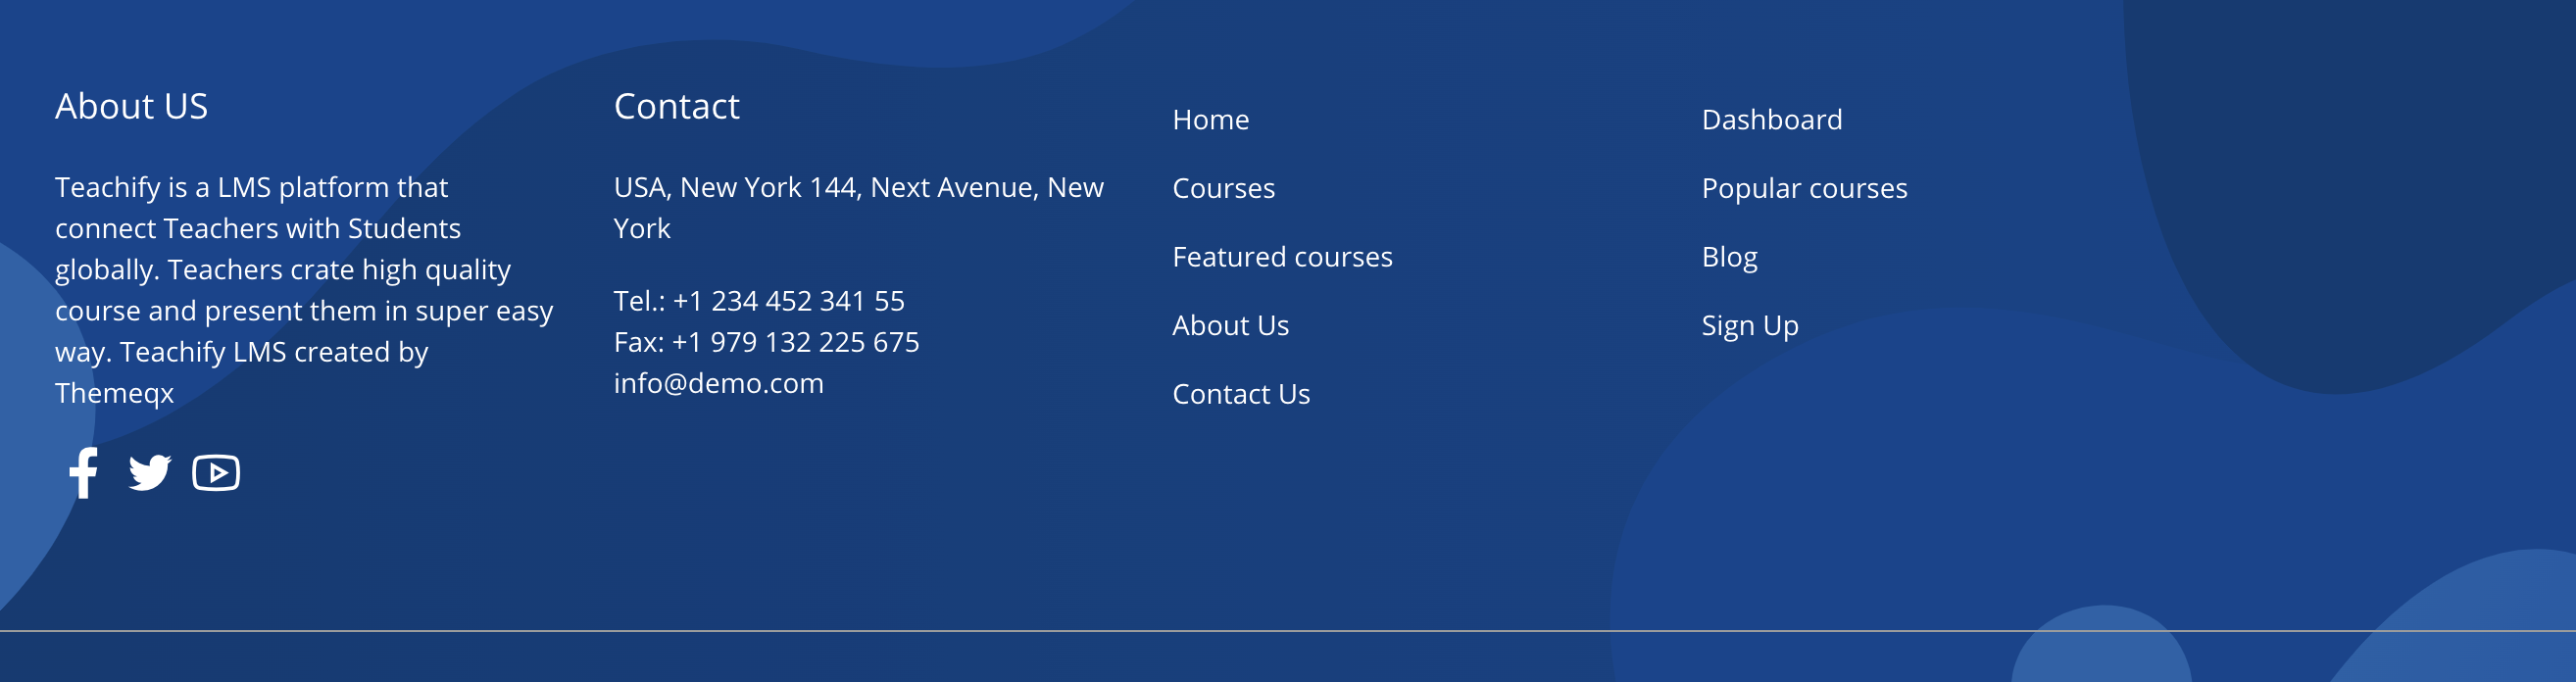 About US
Teachify is a LMS platform that
connect Teachers with Students
globally. Teachers crate high quality
course and present them in super easy
way. Teachify LMS created by
Themeqx
Contact
USA, New York 144, Next Avenue, New
York
Tel.: +1 234 452 341 55
Fax: +1 979 132 225 675
info@demo.com
Home
Courses
Featured courses
About Us
Contact Us
Dashboard
Popular courses
Blog
Sign Up